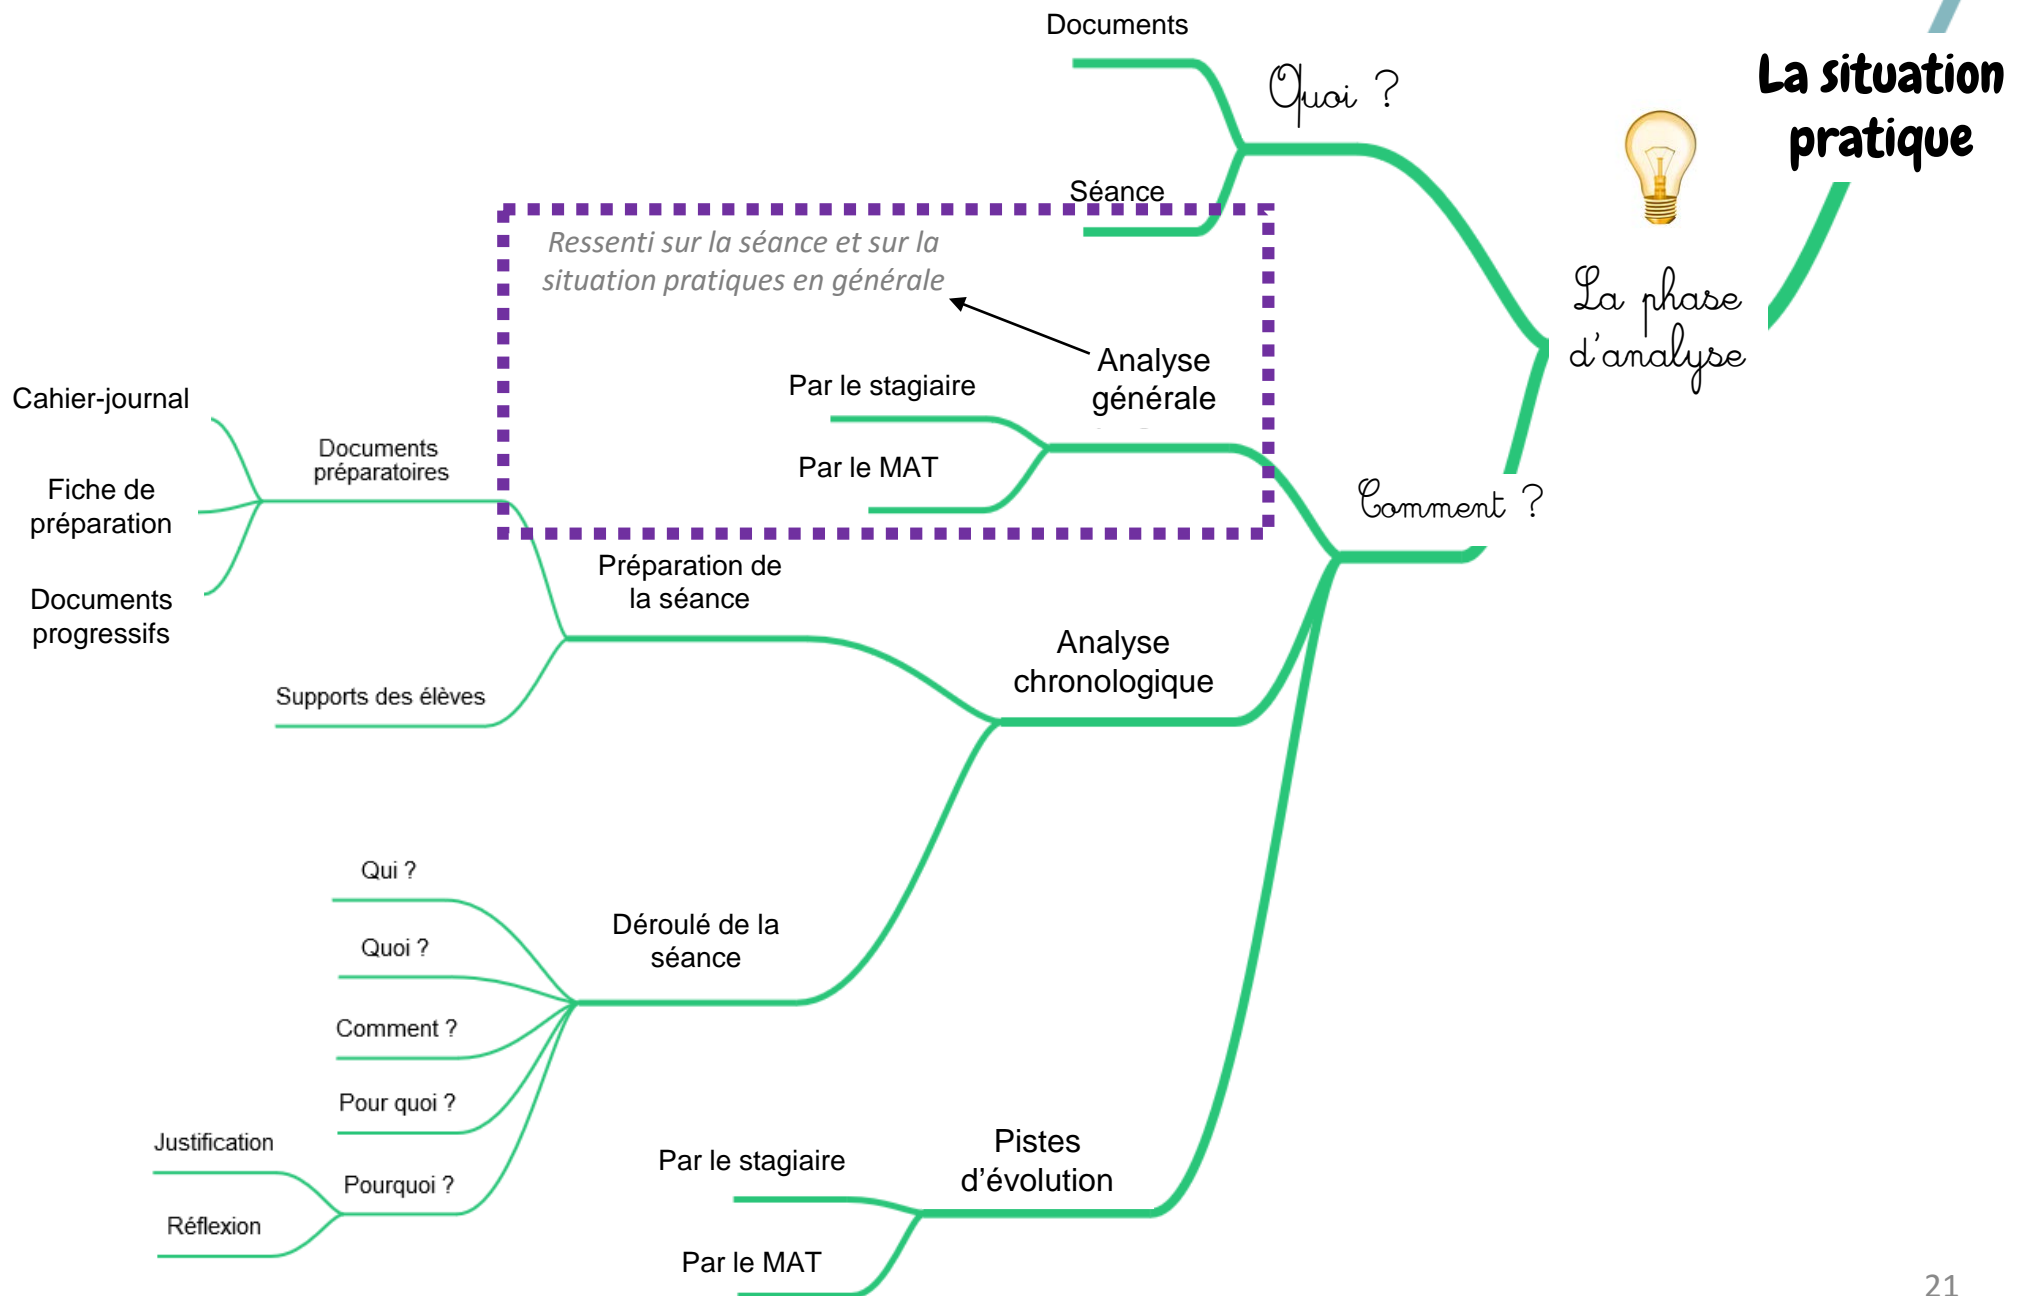 Documents
Quoi ?
La situation
pratique
Séance
Ressenti sur la séance et sur la
situation pratiques en générale
La phase
d'analyse
Analyse
générale
Par le stagiaire
Par le MAT
Comment ?
Cahier-journal
Documents
préparatoires
Fiche de
préparation
Documents
progressifs
Préparation de
la séance
Supports des élèves
Analyse
chronologique
Qui ?
Quoi ?
Comment ?
Pour quoi ?
Pourquoi ?
Justification
Réflexion
Déroulé de la
séance
Pistes
d’évolution
Par le stagiaire
Par le MAT
21